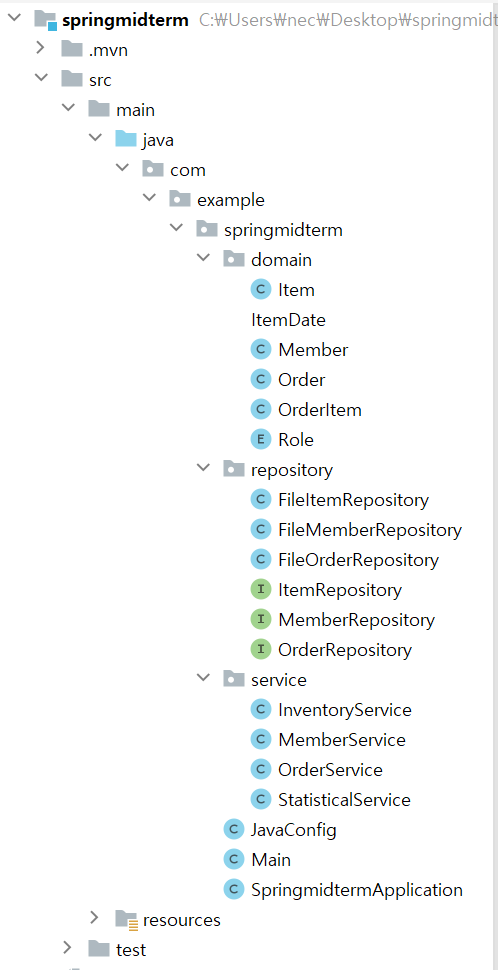 springmidterm C:₩Users₩nec₩Desktop₩springmidt
.mvn
src
main
java
com
example
springmidterm
domain
C Item
ItemDate
C Member
C Order
C OrderItem
E Role
repository
C FileItemRepository
C FileMemberRepository
C FileOrderRepository
I ItemRepository
I MemberRepository
I OrderRepository
service
C InventoryService
C MemberService
C OrderService
C StatisticalService
C JavaConfig
C Main
C SpringmidtermApplication
resources
test